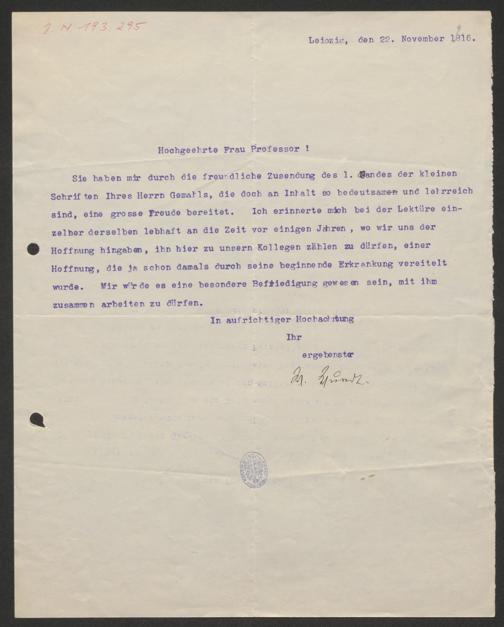 J. N 193.295
Leipzig, den 22. November 1916.
Hochgeehrte Frau Professor !
Sie haben mir durch die freundliche Zusendung des 1. Bandes der kleinen
Schriften Ihres Herrn Gemahls, die doch an Inhalt so bedeutsamen und lehrreich
sind, eine grosse Freude bereitet. Ich erinnerte mich bei der Lektüre ein-
zelner derselben lebhaft an die Zeit vor einigen Jahren, wo wir uns der
Hoffnung hingaben, ihn hier zu unsern Kollegen zählen zu dürfen, einer
Hoffnung, die ja schon damals durch seine beginnende Erkrankung vereitelt
wurde. Mir würde es eine besondere Befriedigung gewesen sein, mit ihm
zusammen arbeiten zu dürfen.
In aufrichtiger Hochachtung
Ihr
ergebenster
W. Wundt.